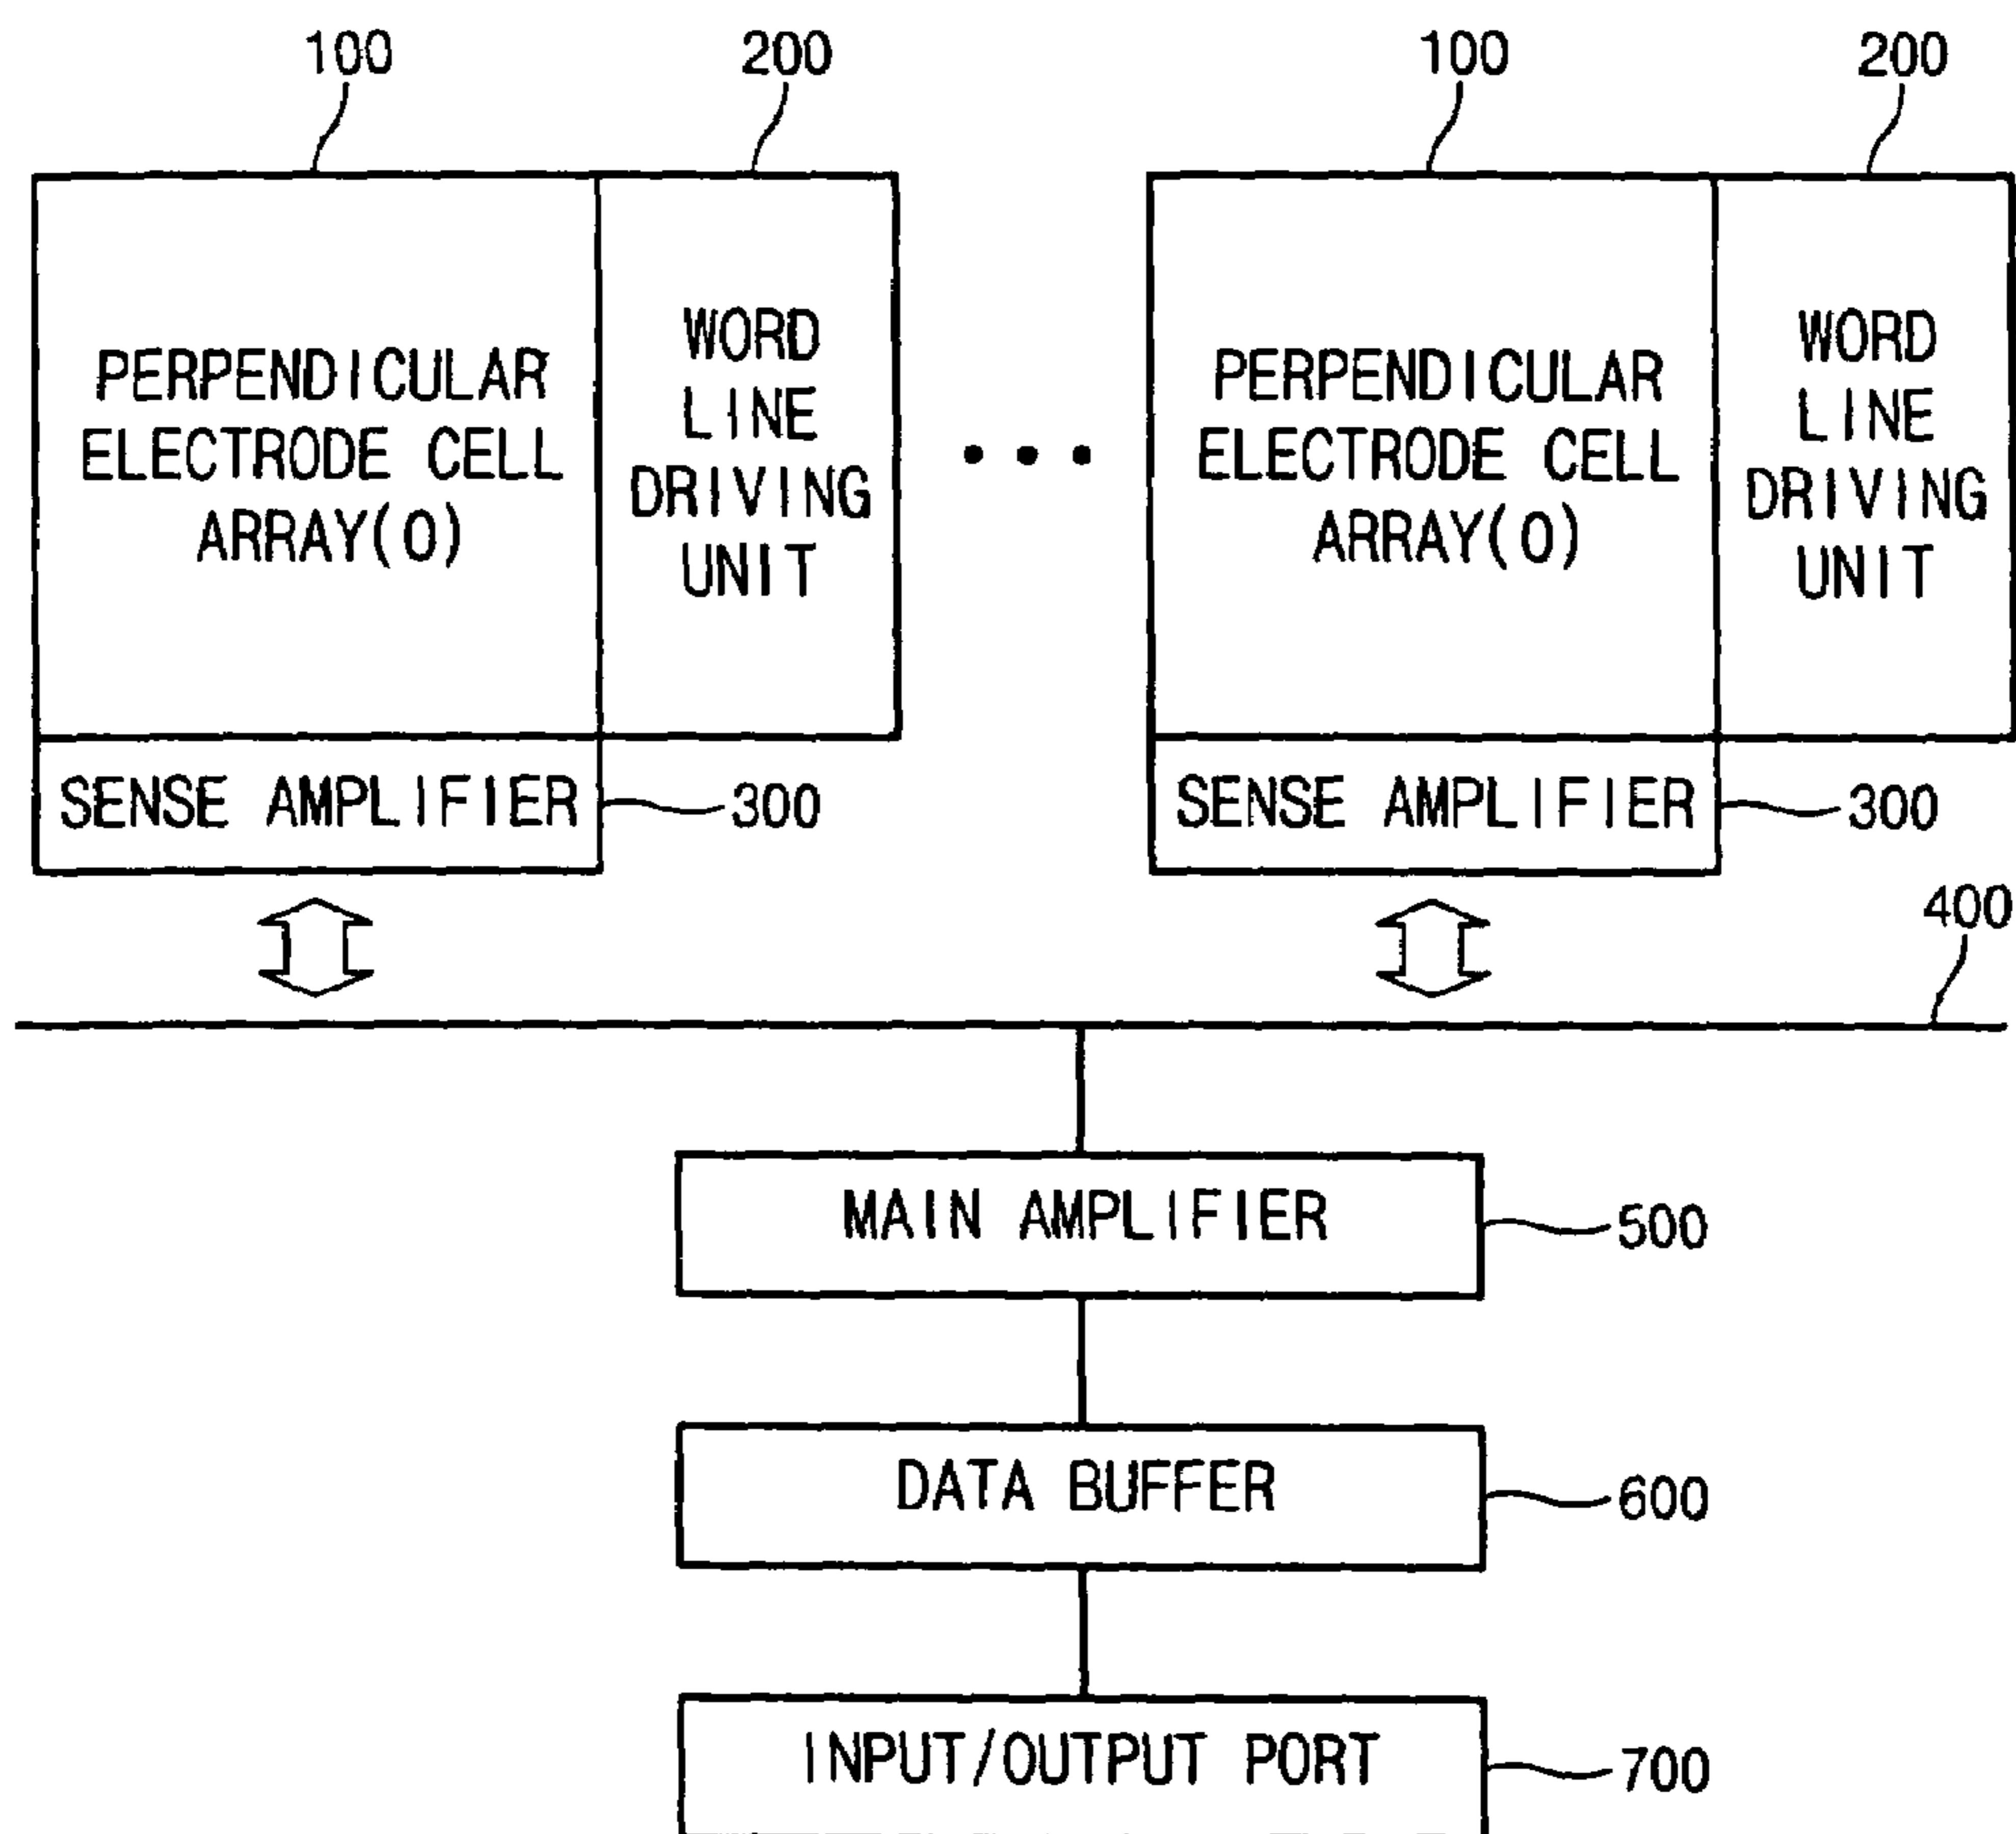 100
200
100
200
PERPENDICULAR
ELECTRODE CELL
ARRAY(0)
WORD
LINE
DRIVING
UNIT
PERPENDICULAR
ELECTRODE CELL
ARRAY(0)
WORD
LINE
DRIVING
UNIT
SENSE AMPLIFIER
300
SENSE AMPLIFIER
300
400
MAIN AMPLIFIER
500
DATA BUFFER
600
INPUT/OUTPUT PORT
700